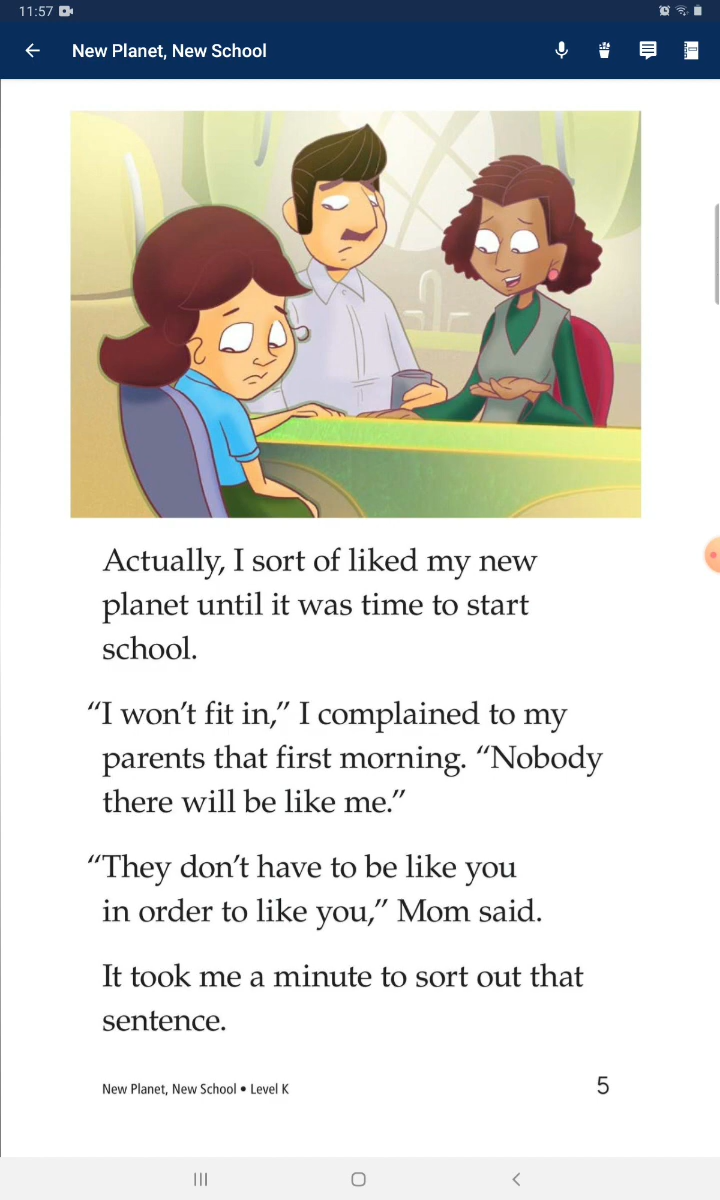 11:57
New Planet, New School
Actually, I sort of liked my new
planet until it was time to start
school.
“I won’t fit in,” I complained to my
parents that first morning. “Nobody
there will be like me.”
“They don’t have to be like you
in order to like you,” Mom said.
It took me a minute to sort out that
sentence.
New Planet, New School • Level K
5